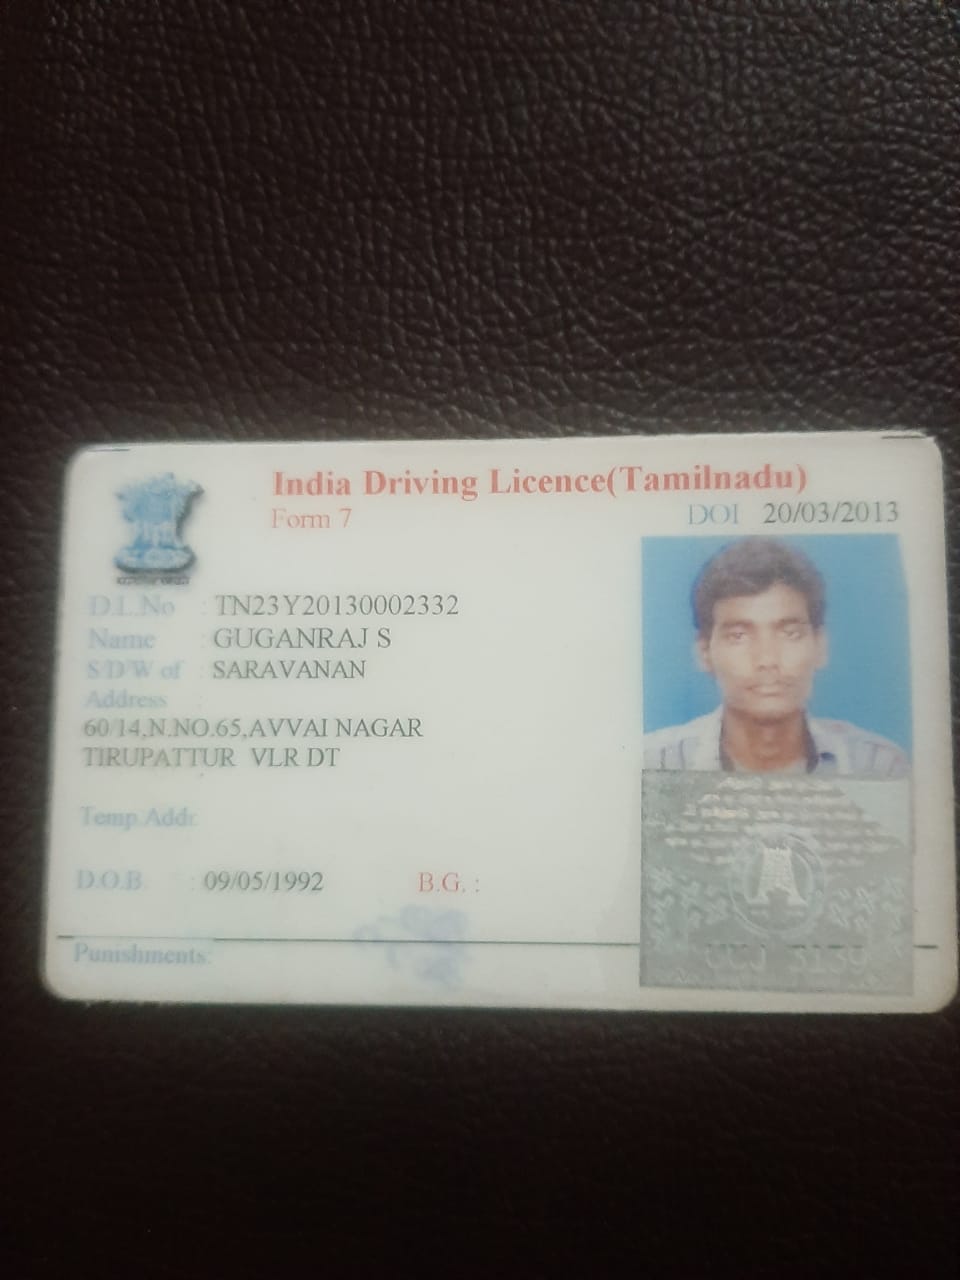 India Driving Licence(Tamilnadu)
Form 7
DOI 20/03/2013
D.L.No : TN23Y20130002332
Name : GUGANRAJ S
S/D/W of : SARAVANAN
Address
60/14,N.NO.65,AVVAI NAGAR
TIRUPATTUR VLR DT
Temp.Addr.
D.O.B. : 09/05/1992 B.G. :
Punishments: